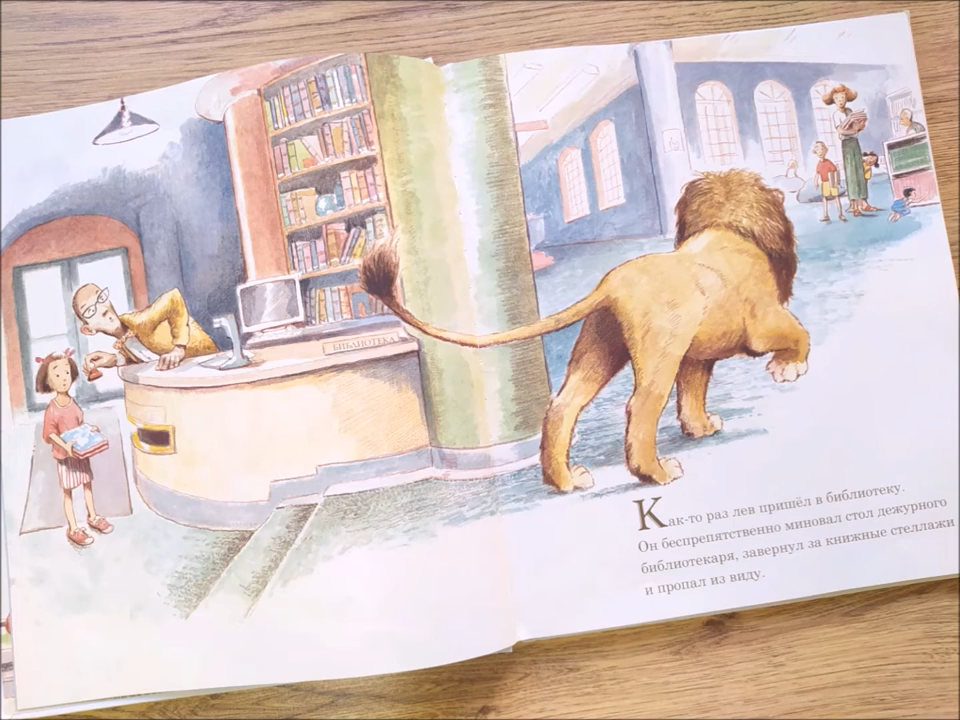 БИБЛИОТЕКА
Как-то раз лев пришёл в библиотеку.
Он беспрепятственно миновал стол дежурного
библиотекаря, завернул за книжные стеллажи
и пропал из виду.